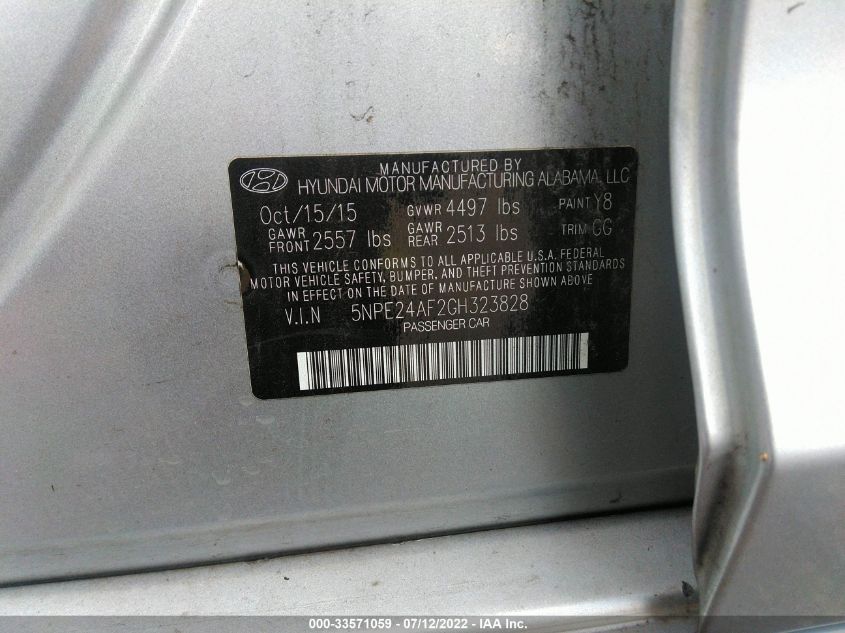 MANUFACTURED BY
HYUNDAI MOTOR MANUFACTURING ALABAMA, LLC
Oct/15/15 GVWR 4497 lbs PAINT Y8
GAWR FRONT 2557 lbs GAWR REAR 2513 lbs TRIM GG
THIS VEHICLE CONFORMS TO ALL APPLICABLE U.S.A. FEDERAL
MOTOR VEHICLE SAFETY, BUMPER, AND THEFT PREVENTION STANDARDS
IN EFFECT ON THE DATE OF MANUFACTURE SHOWN ABOVE
V.I.N 5NPE24AF2GH323828
PASSENGER CAR
000-33571059 - 07/12/2022 - IAA Inc.